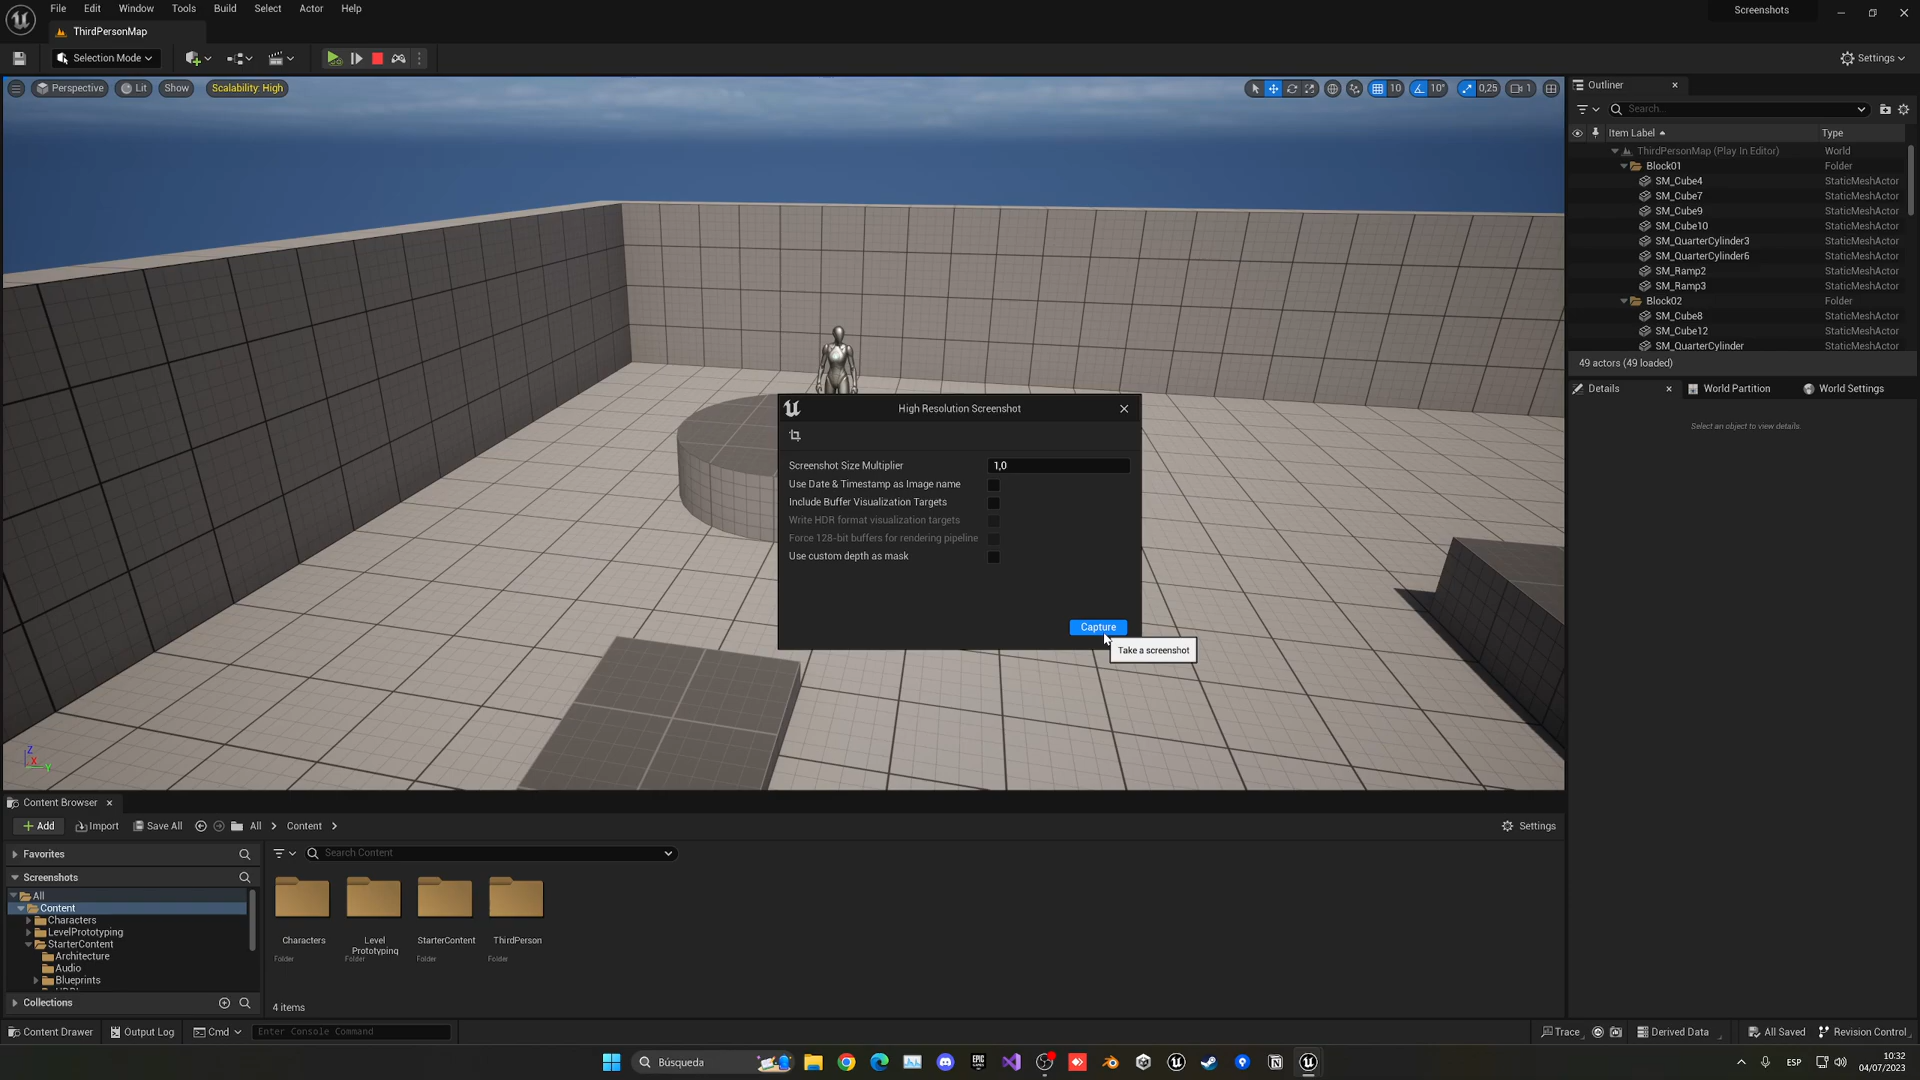 File Edit Window Tools Build Select Actor Help
Screenshots
ThirdPersonMap
Selection Mode
Settings
Perspective Lit Show Scalability: High
10 10° 0,25 1
Outliner
Search...
Item Label Type
ThirdPersonMap (Play In Editor) World
Block01 Folder
SM_Cube4 StaticMeshActor
SM_Cube7 StaticMeshActor
SM_Cube9 StaticMeshActor
SM_Cube10 StaticMeshActor
SM_QuarterCylinder3 StaticMeshActor
SM_QuarterCylinder6 StaticMeshActor
SM_Ramp2 StaticMeshActor
SM_Ramp3 StaticMeshActor
Block02 Folder
SM_Cube8 StaticMeshActor
SM_Cube12 StaticMeshActor
SM_QuarterCylinder StaticMeshActor
49 actors (49 loaded)
Details World Partition World Settings
Select an object to view details.
High Resolution Screenshot
Screenshot Size Multiplier 1,0
Use Date & Timestamp as Image name
Include Buffer Visualization Targets
Write HDR format visualization targets
Force 128-bit buffers for rendering pipeline
Use custom depth as mask
Capture
Take a screenshot
Z
X
Y
Content Browser
Add Import Save All All Content Settings
Favorites
Search Content
Screenshots
All
Content
Characters
LevelPrototyping
StarterContent
Architecture
Audio
Blueprints
Collections
Characters
Folder
Level
Prototyping
Folder
StarterContent
Folder
ThirdPerson
Folder
4 items
Content Drawer Output Log Cmd Enter Console Command Trace Derived Data All Saved Revision Control
Búsqueda
EPIC
GAMES
ESP
10:32
04/07/2023